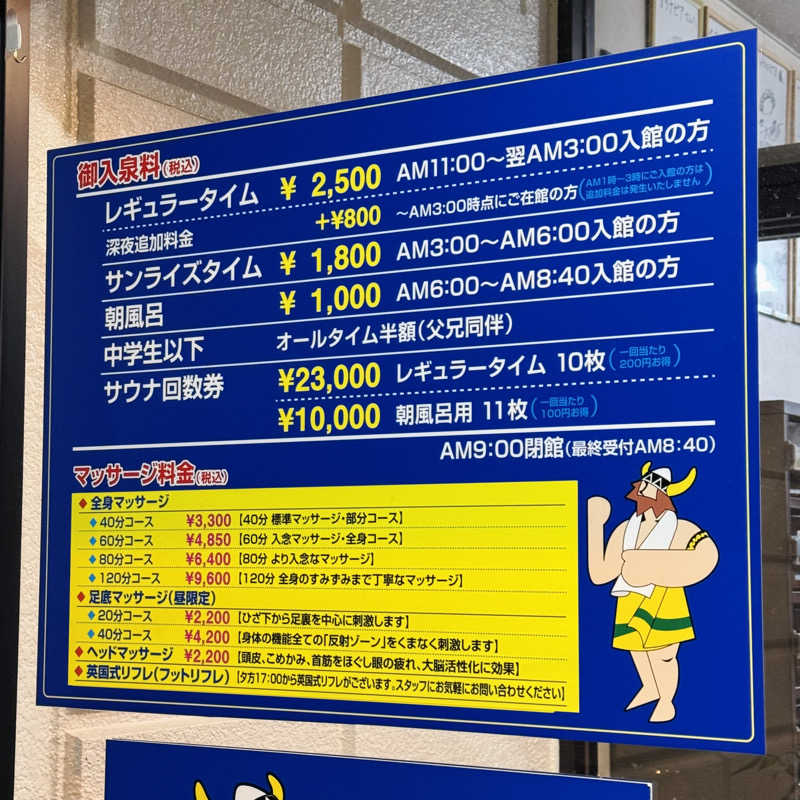 御入泉料(税込)
レギュラータイム ¥ 2,500 AM11:00～翌AM3:00入館の方
深夜追加料金 +¥800 ～AM3:00時点にご在館の方(AM1時～3時にご入館の方は追加料金は発生いたしません)
サンライズタイム ¥ 1,800 AM3:00～AM6:00入館の方
朝風呂 ¥ 1,000 AM6:00～AM8:40入館の方
中学生以下 オールタイム半額(父兄同伴)
サウナ回数券 ¥23,000 レギュラータイム 10枚(一回当たり200円お得)
¥10,000 朝風呂用 11枚(一回当たり100円お得)
AM9:00閉館(最終受付AM8:40)
マッサージ料金(税込)
◆全身マッサージ
◆40分コース ¥3,300【40分 標準マッサージ・部分コース】
◆60分コース ¥4,850【60分 入念マッサージ・全身コース】
◆80分コース ¥6,400【80分 より入念なマッサージ】
◆120分コース ¥9,600【120分 全身のすみずみまで丁寧なマッサージ】
◆足底マッサージ(昼限定)
◆20分コース ¥2,200【ひざ下から足裏を中心に刺激します】
◆40分コース ¥4,200【身体の機能全ての「反射ゾーン」をくまなく刺激します】
◆ヘッドマッサージ ¥2,200【頭皮、こめかみ、首筋をほぐし眼の疲れ、大脳活性化に効果】
◆英国式リフレ(フットリフレ)【夕方17:00から英国式リフレがございます。スタッフにお気軽にお問い合わせください】